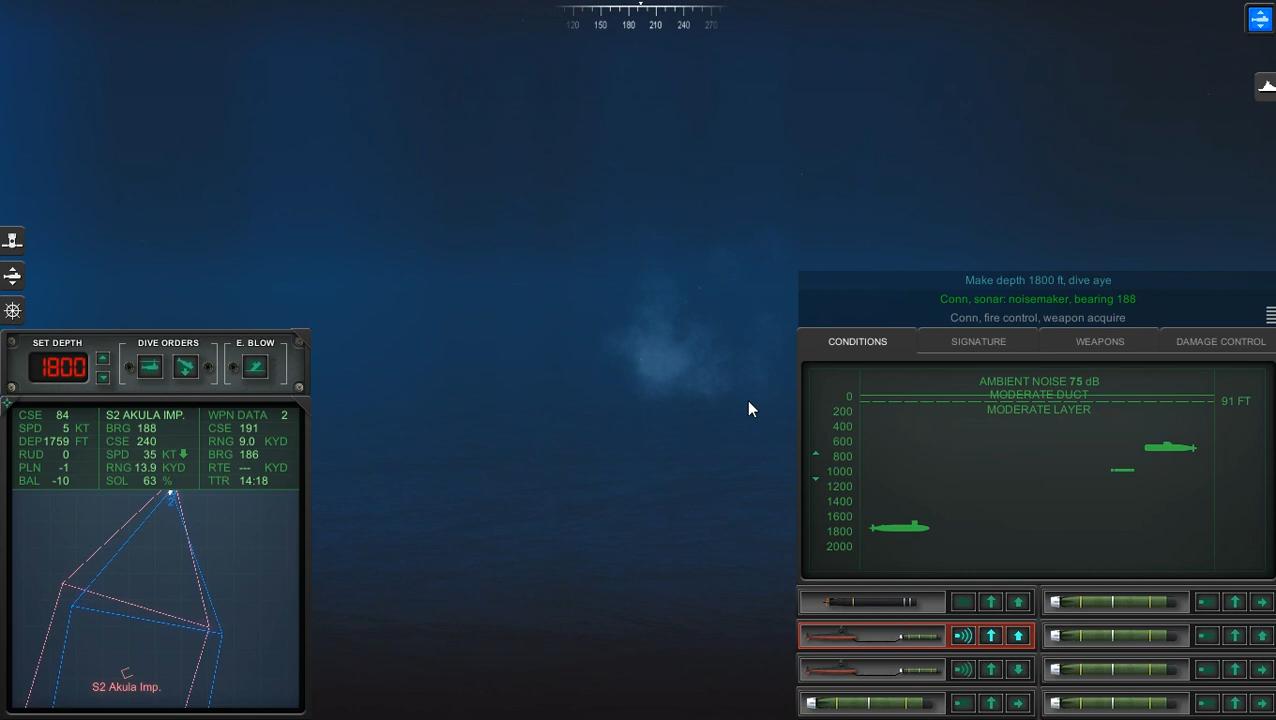 120 150 180 210 240 270
Make depth 1800 ft, dive aye
Conn, sonar: noisemaker, bearing 188
Conn, fire control, weapon acquire
SET DEPTH DIVE ORDERS E. BLOW
1800
CONDITIONS SIGNATURE WEAPONS DAMAGE CONTROL
AMBIENT NOISE 75 dB
MODERATE DUCT
MODERATE LAYER
91 FT
0
200
400
600
800
1000
1200
1400
1600
1800
2000
CSE 84 S2 AKULA IMP. WPN DATA 2
SPD 5 KT BRG 188 CSE 191
DEP 1759 FT CSE 240 RNG 9.0 KYD
RUD 0 SPD 35 KT BRG 186
PLN -1 RNG 13.9 KYD RTE --- KYD
BAL -10 SOL 63 % TTR 14:18
S2 Akula Imp.